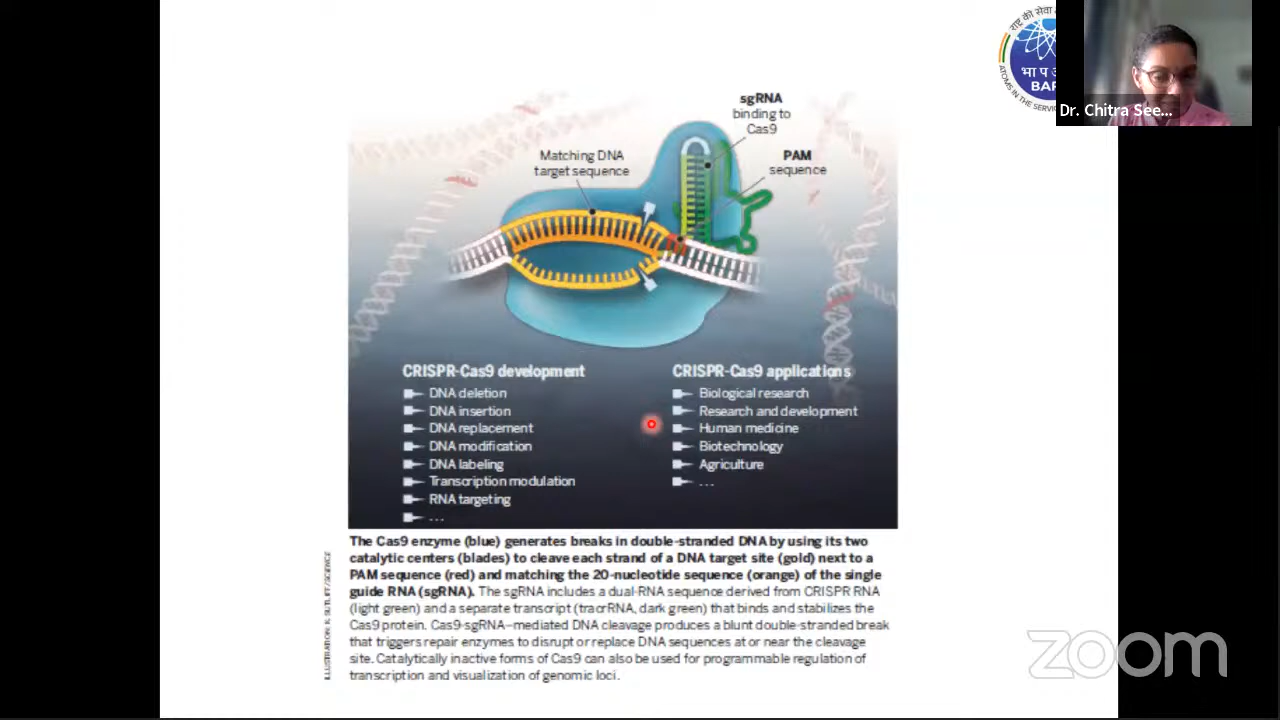 राष्ट्र की सेवा
भा प
BAR
ATOMS IN THE SERV
Dr. Chitra See...
sgRNA
binding to
Cas9
Matching DNA
target sequence
PAM
sequence
CRISPR-Cas9 development
DNA deletion
DNA insertion
DNA replacement
DNA modification
DNA labeling
Transcription modulation
RNA targeting
...
CRISPR-Cas9 applications
Biological research
Research and development
Human medicine
Biotechnology
Agriculture
...
The Cas9 enzyme (blue) generates breaks in double-stranded DNA by using its two
catalytic centers (blades) to cleave each strand of a DNA target site (gold) next to a
PAM sequence (red) and matching the 20-nucleotide sequence (orange) of the single
guide RNA (sgRNA). The sgRNA includes a dual-RNA sequence derived from CRISPR RNA
(light green) and a separate transcript (tracrRNA, dark green) that binds and stabilizes the
Cas9 protein. Cas9-sgRNA–mediated DNA cleavage produces a blunt double-stranded break
that triggers repair enzymes to disrupt or replace DNA sequences at or near the cleavage
site. Catalytically inactive forms of Cas9 can also be used for programmable regulation of
transcription and visualization of genomic loci.
ILLUSTRATION: K. SUTLIFF/SCIENCE
zoom